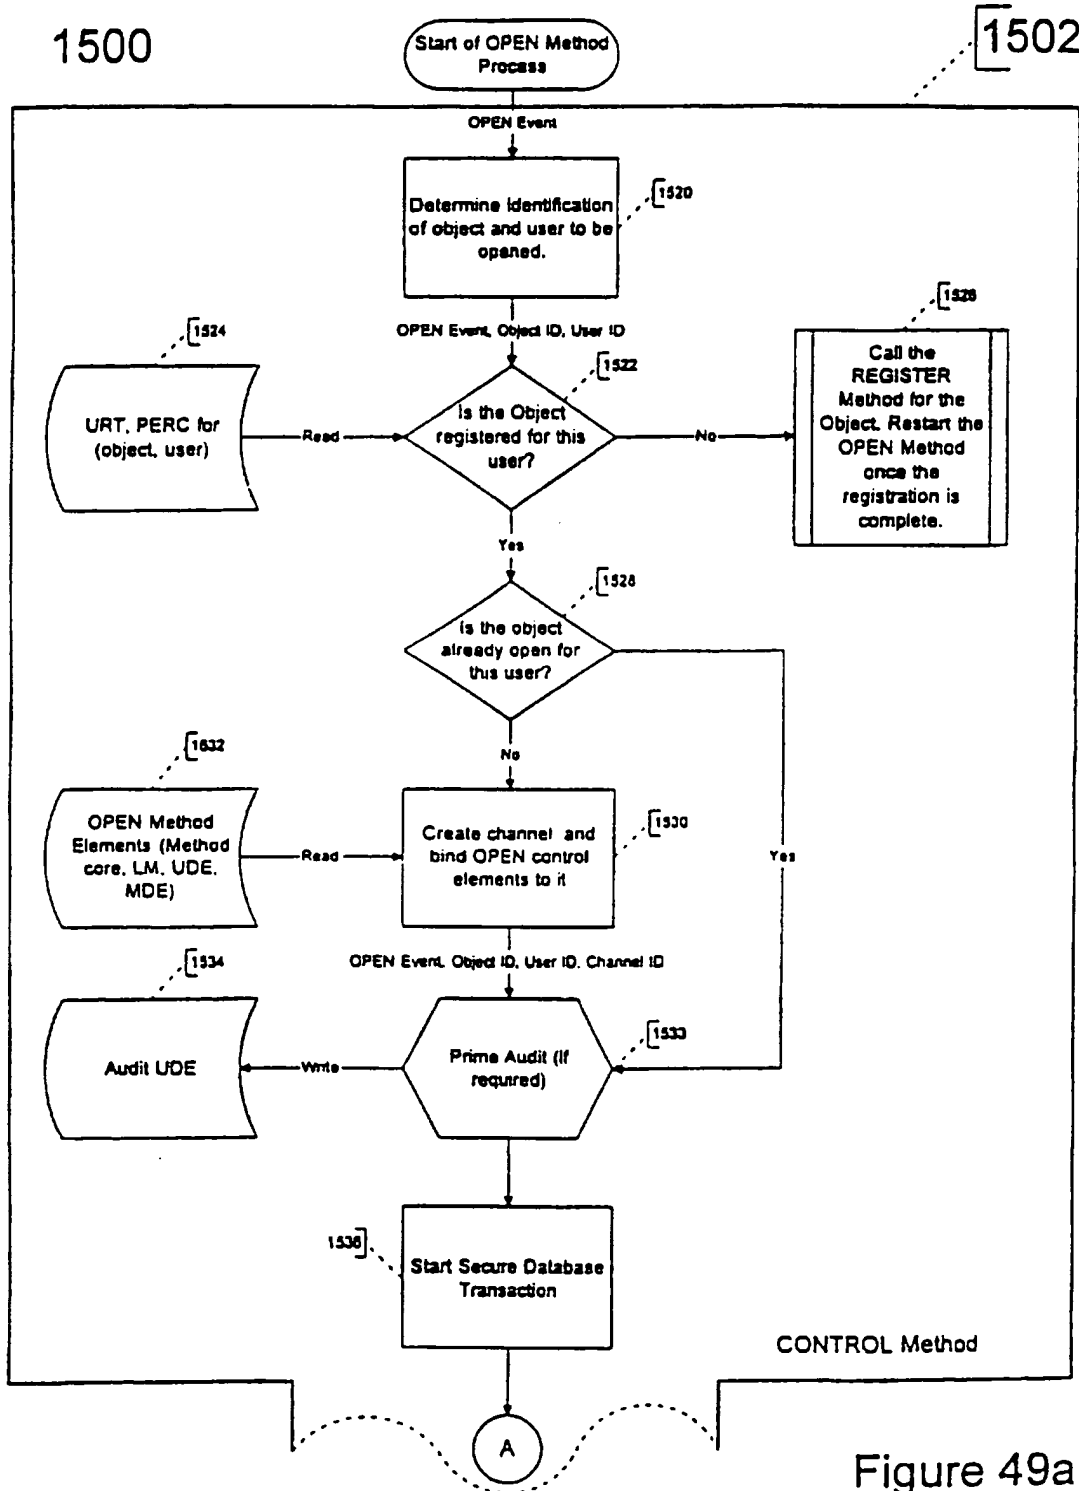 1500
Start of OPEN Method
Process
1502
OPEN Event
Determine Identification
of object and user to be
opened.
1520
OPEN Event, Object ID, User ID
1524
URT, PERC for
(object, user)
Read
1522
Is the Object
registered for this
user?
No
1526
Call the
REGISTER
Method for the
Object. Restart the
OPEN Method
once the
registration is
complete.
Yes
1528
Is the object
already open for
this user?
No
Yes
1532
OPEN Method
Elements (Method
core, LM, UDE,
MDE)
Read
Create channel and
bind OPEN control
elements to it
1530
OPEN Event, Object ID, User ID, Channel ID
1534
Audit UDE
Write
Prime Audit (If
required)
1533
1536
Start Secure Database
Transaction
CONTROL Method
A
Figure 49a